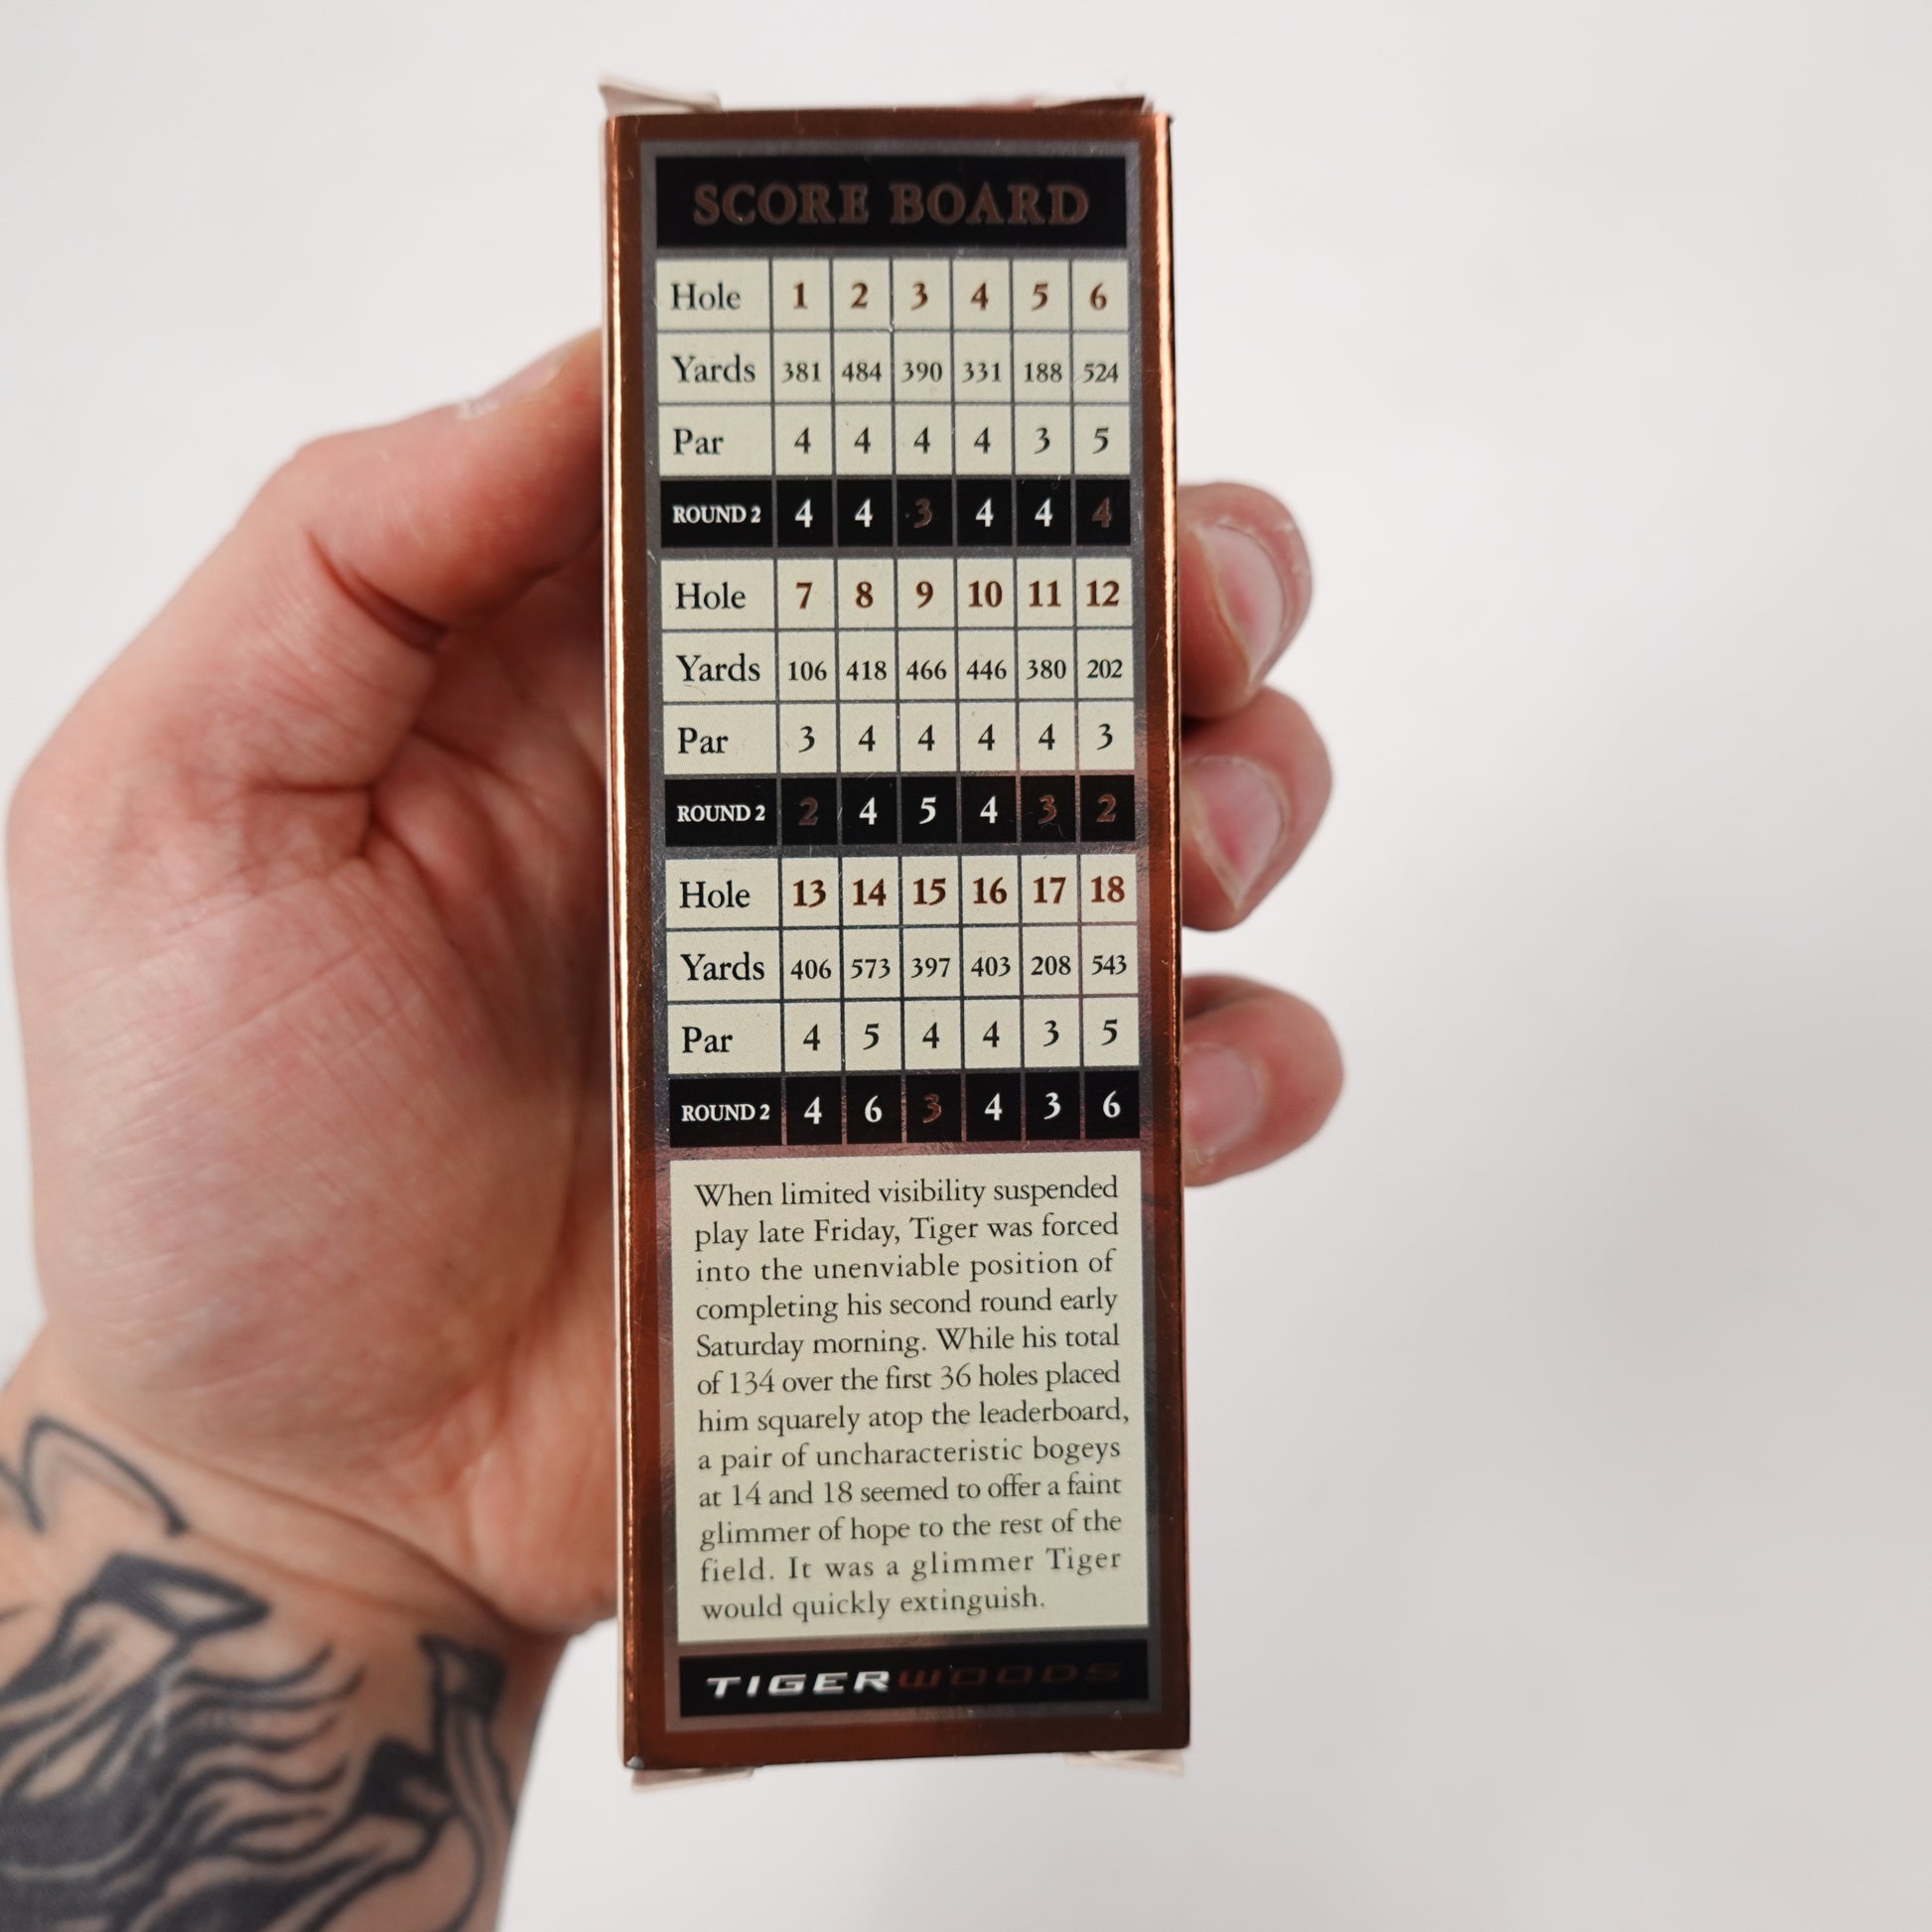 SCORE BOARD
Hole 1 2 3 4 5 6
Yards 381 484 390 331 188 524
Par 4 4 4 4 3 5
ROUND 2 4 4 3 4 4 4
Hole 7 8 9 10 11 12
Yards 106 418 466 446 380 202
Par 3 4 4 4 4 3
ROUND 2 2 4 5 4 3 2
Hole 13 14 15 16 17 18
Yards 406 573 397 403 208 543
Par 4 5 4 4 3 5
ROUND 2 4 6 3 4 3 6
When limited visibility suspended
play late Friday, Tiger was forced
into the unenviable position of
completing his second round early
Saturday morning. While his total
of 134 over the first 36 holes placed
him squarely atop the leaderboard,
a pair of uncharacteristic bogeys
at 14 and 18 seemed to offer a faint
glimmer of hope to the rest of the
field. It was a glimmer Tiger
would quickly extinguish.
TIGERWOODS